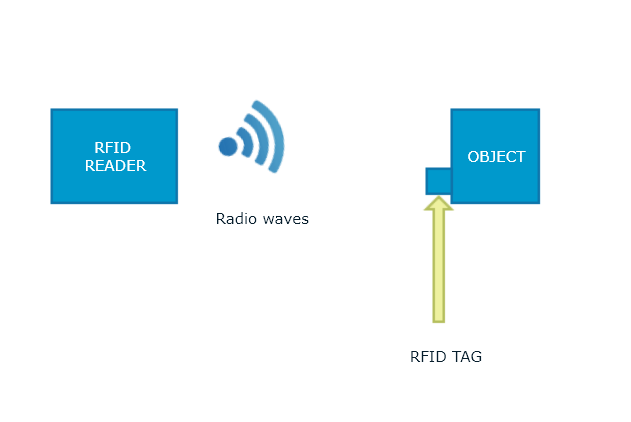 RFID
READER
OBJECT
Radio waves
RFID TAG